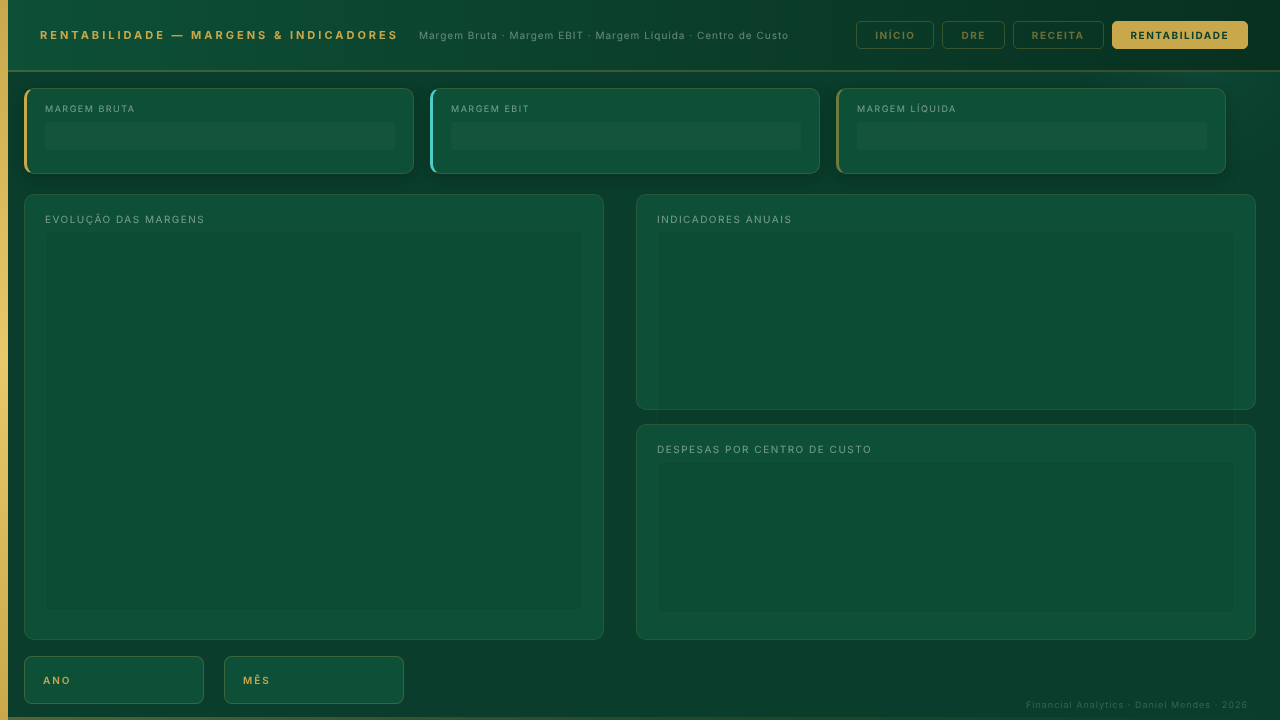 RENTABILIDADE — MARGENS & INDICADORES
Margem Bruta · Margem EBIT · Margem Líquida · Centro de Custo
INÍCIO
DRE
RECEITA
RENTABILIDADE
MARGEM BRUTA
MARGEM EBIT
MARGEM LÍQUIDA
EVOLUÇÃO DAS MARGENS
INDICADORES ANUAIS
DESPESAS POR CENTRO DE CUSTO
ANO
MÊS
Financial Analytics · Daniel Mendes · 2026